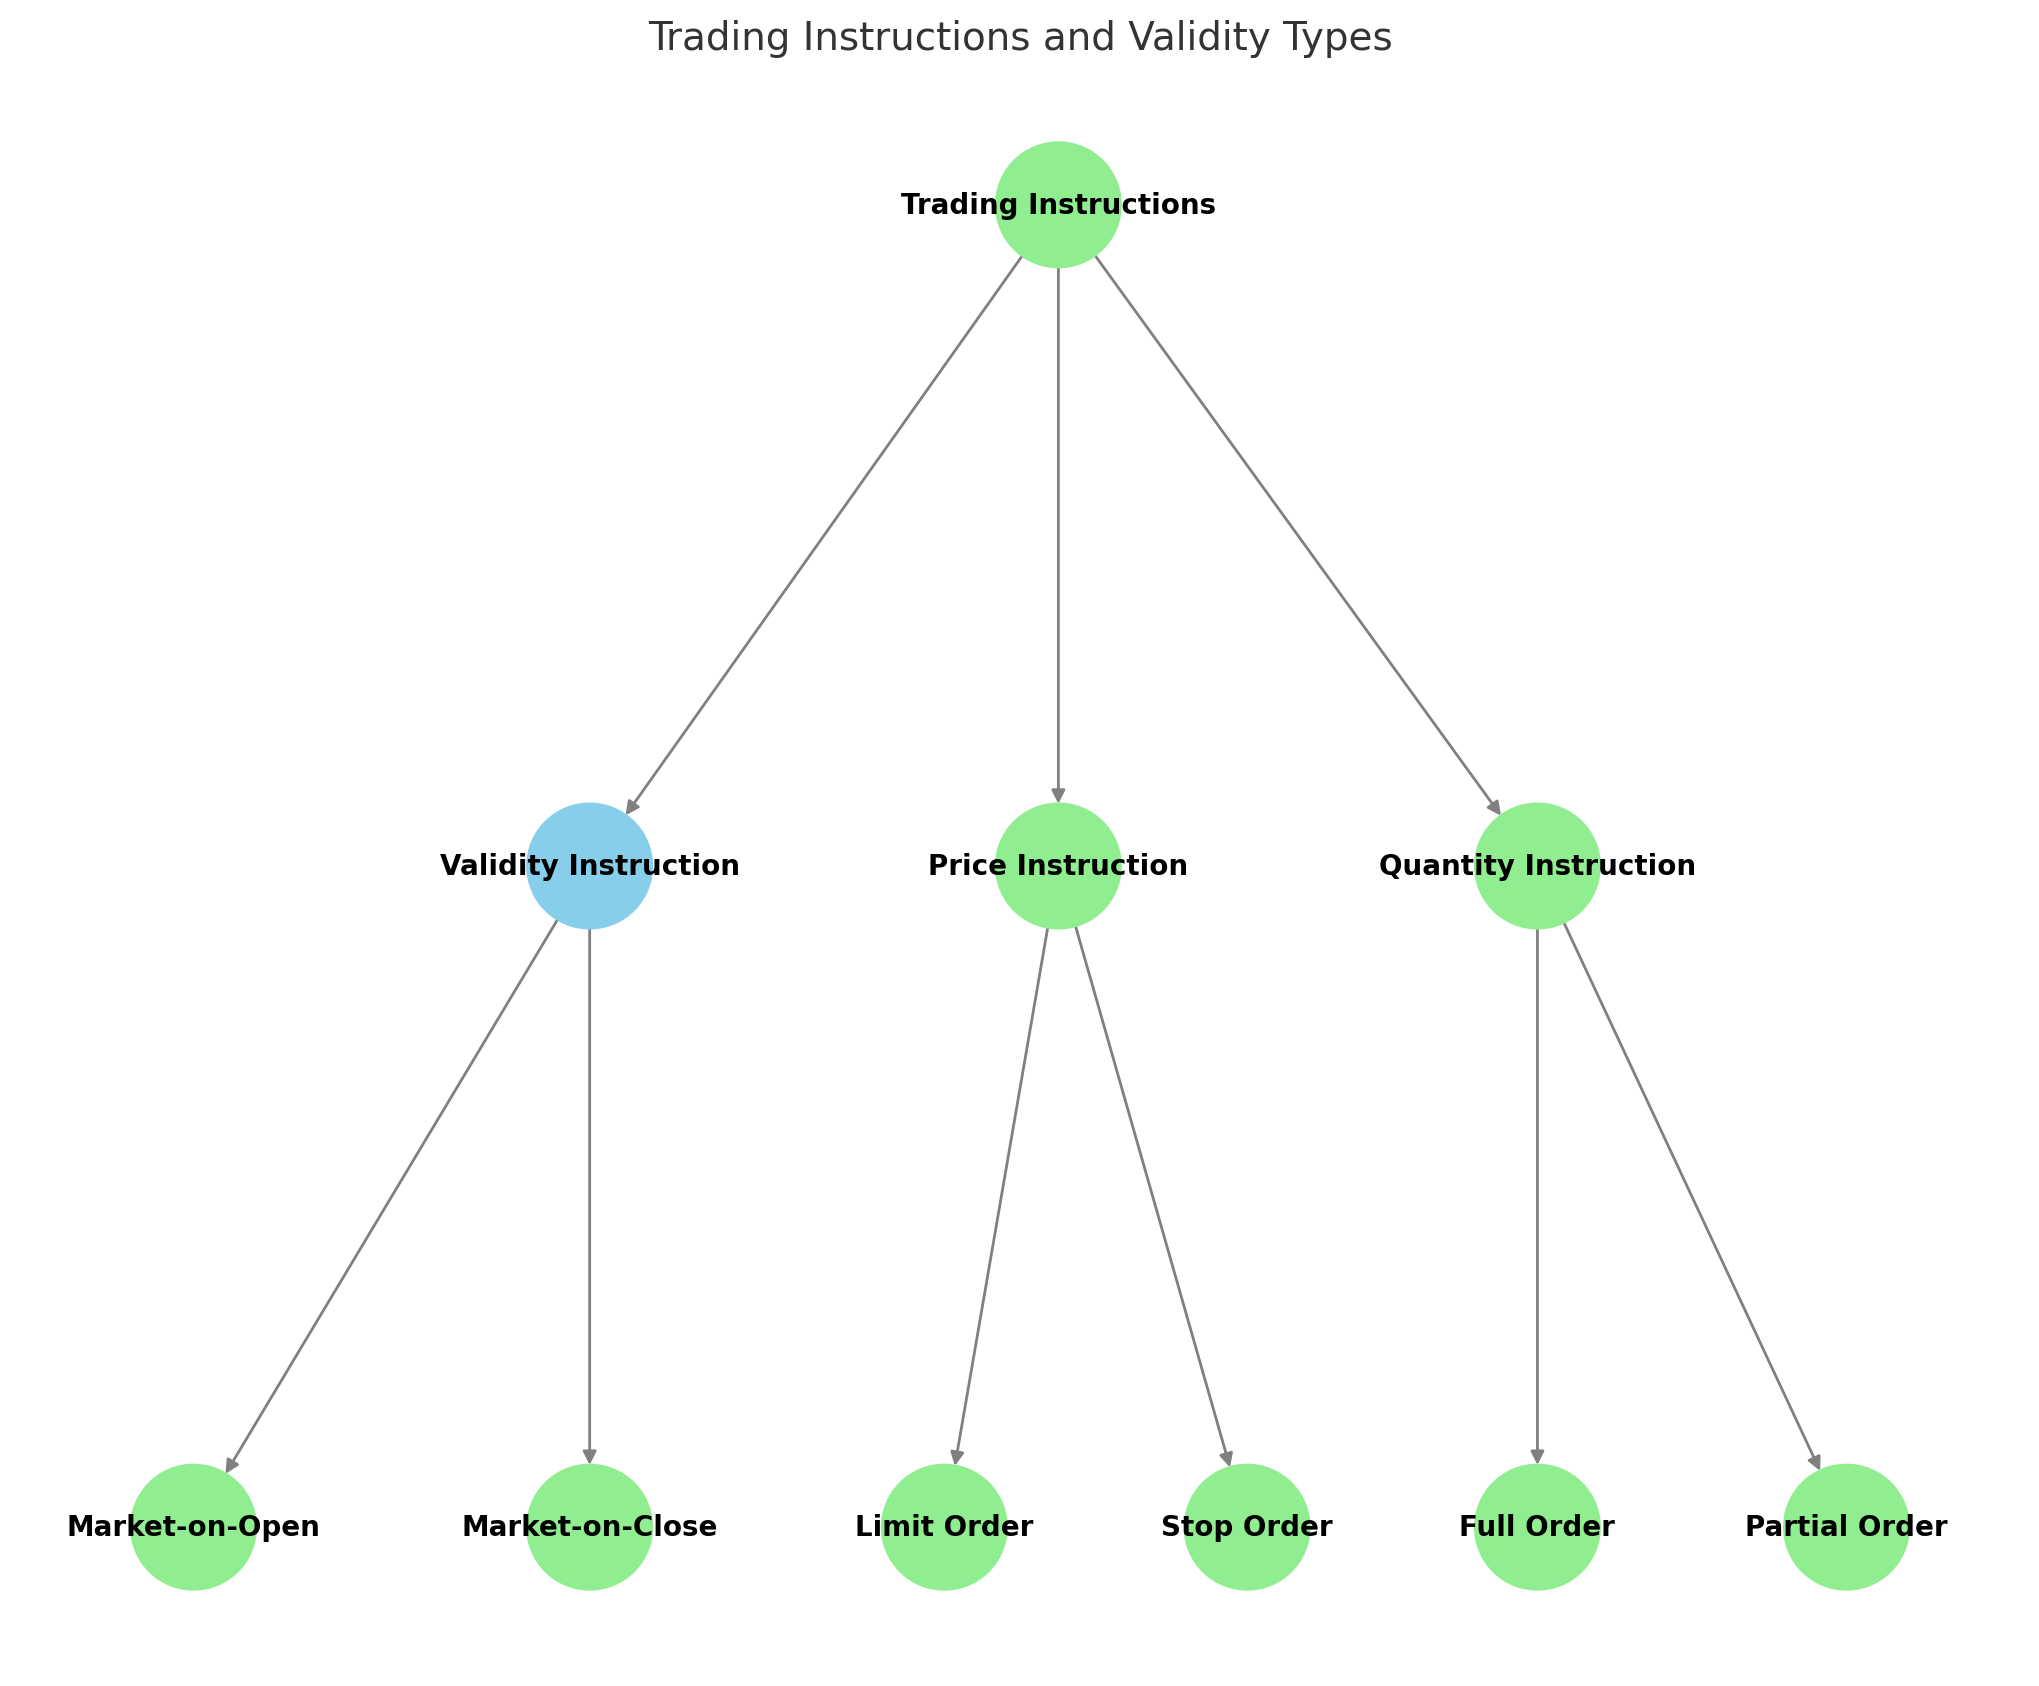 Trading Instructions and Validity Types
Trading Instructions
Validity Instruction
Price Instruction
Quantity Instruction
Market-on-Open
Market-on-Close
Limit Order
Stop Order
Full Order
Partial Order